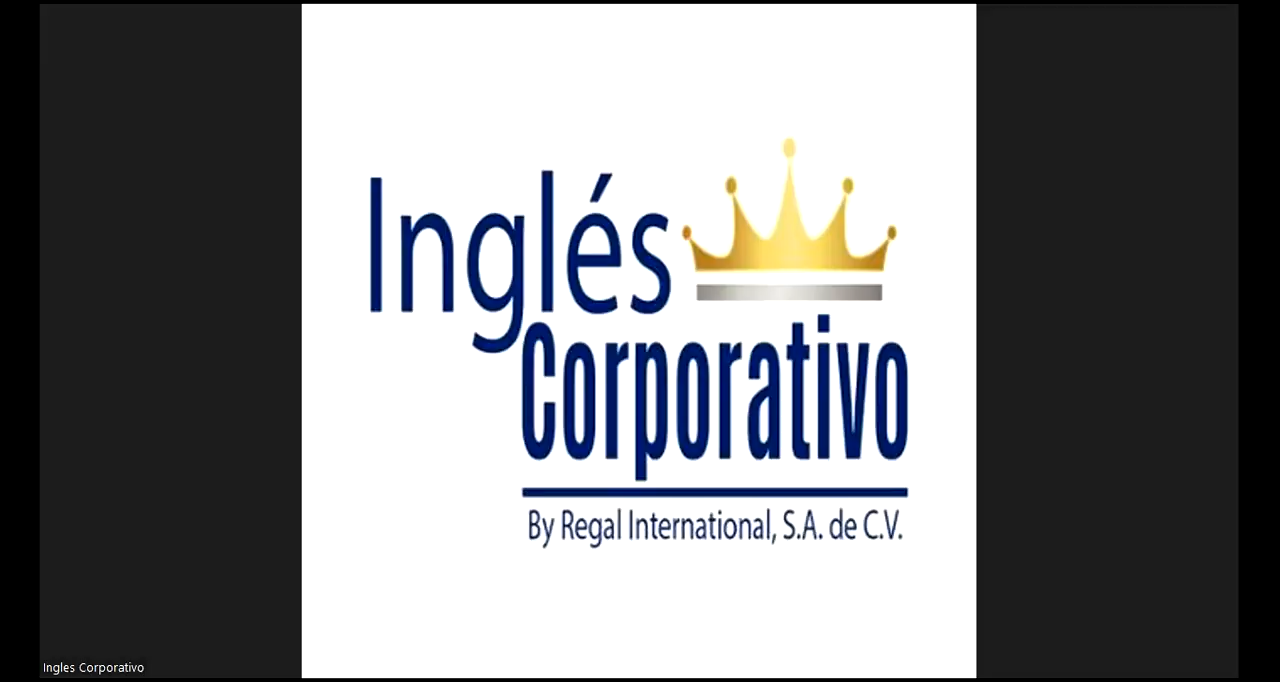 Inglés
Corporativo
By Regal International, S.A. de C.V.
Ingles Corporativo